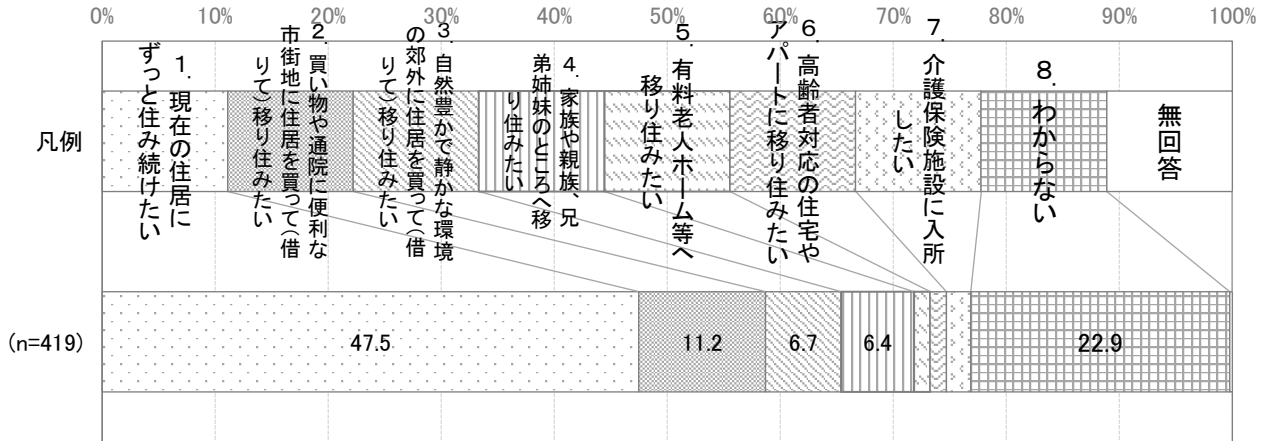 0%
10%
20%
30%
40%
50%
60%
70%
80%
90%
100%
凡例
1．現在の住居に
ずっと住み続けたい
2．買い物や通院に便利な
市街地に住居を買って（借
りて）移り住みたい
3．自然豊かで静かな環境
の郊外に住居を買って（借
りて）移り住みたい
4．家族や親族、兄
弟姉妹のところへ移
り住みたい
5．有料老人ホーム等へ
移り住みたい
6．高齢者対応の住宅や
アパートに移り住みたい
7．介護保険施設に入所
したい
8．わからない
無回答
(n=419)
47.5
11.2
6.7
6.4
22.9